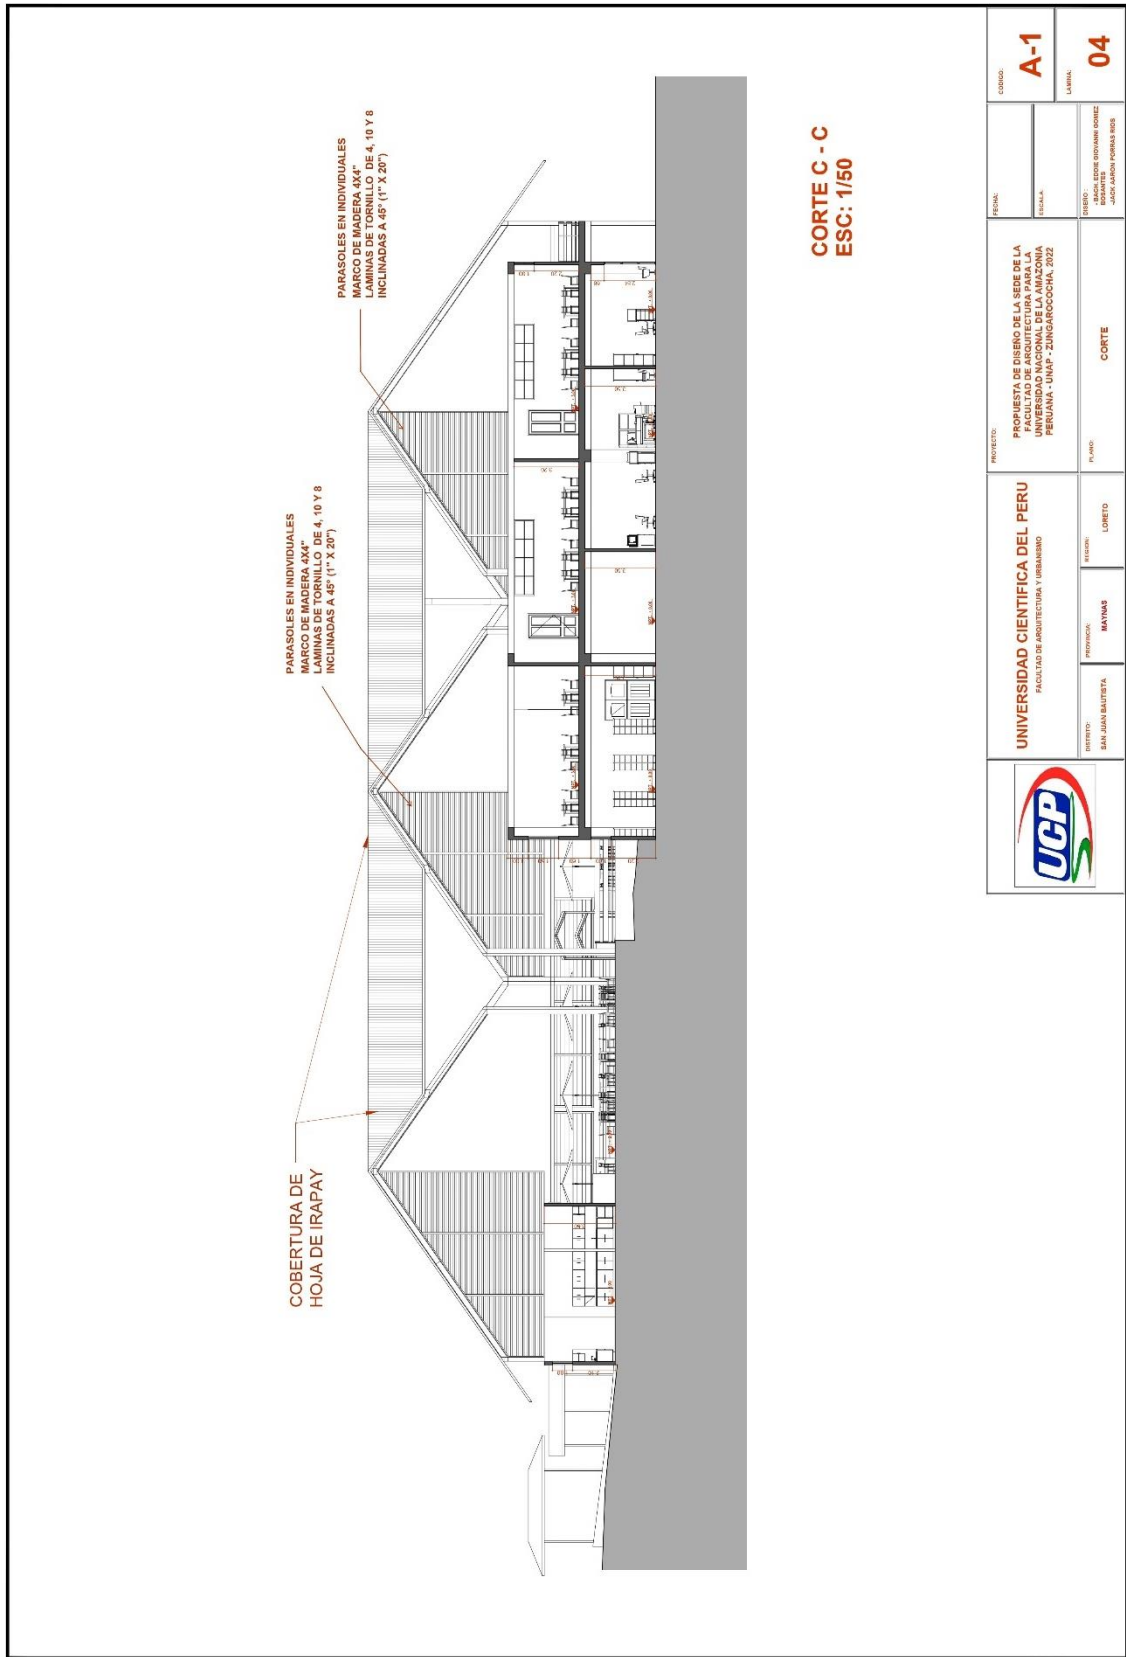 PARASOLES EN INDIVIDUALES
MARCO DE MADERA 4X4"
LAMINAS DE TORNILLO DE 4, 10 Y 8
INCLINADAS A 45° (1" X 20")
PARASOLES EN INDIVIDUALES
MARCO DE MADERA 4X4"
LAMINAS DE TORNILLO DE 4, 10 Y 8
INCLINADAS A 45° (1" X 20")
COBERTURA DE
HOJA DE IRAPAY
CORTE C - C
ESC: 1/50
UCP
UNIVERSIDAD CIENTIFICA DEL PERU
FACULTAD DE ARQUITECTURA Y URBANISMO
DISTRITO:
SAN JUAN BAUTISTA
PROVINCIA:
MAYNAS
REGION:
LORETO
PROYECTO:
PROPUESTA DE DISEÑO DE LA SEDE DE LA
FACULTAD DE ARQUITECTURA PARA LA
UNIVERSIDAD NACIONAL DE LA AMAZONIA
PERUANA - UNAP - ZUNGAROCOCHA, 2022
PLANO:
CORTE
FECHA:
ESCALA:
DISEÑO:
- BACH. EDDIE GIOVANNI GOMEZ
-JACK AARON PORRAS RIOS
CODIGO:
A-1
LAMINA:
04